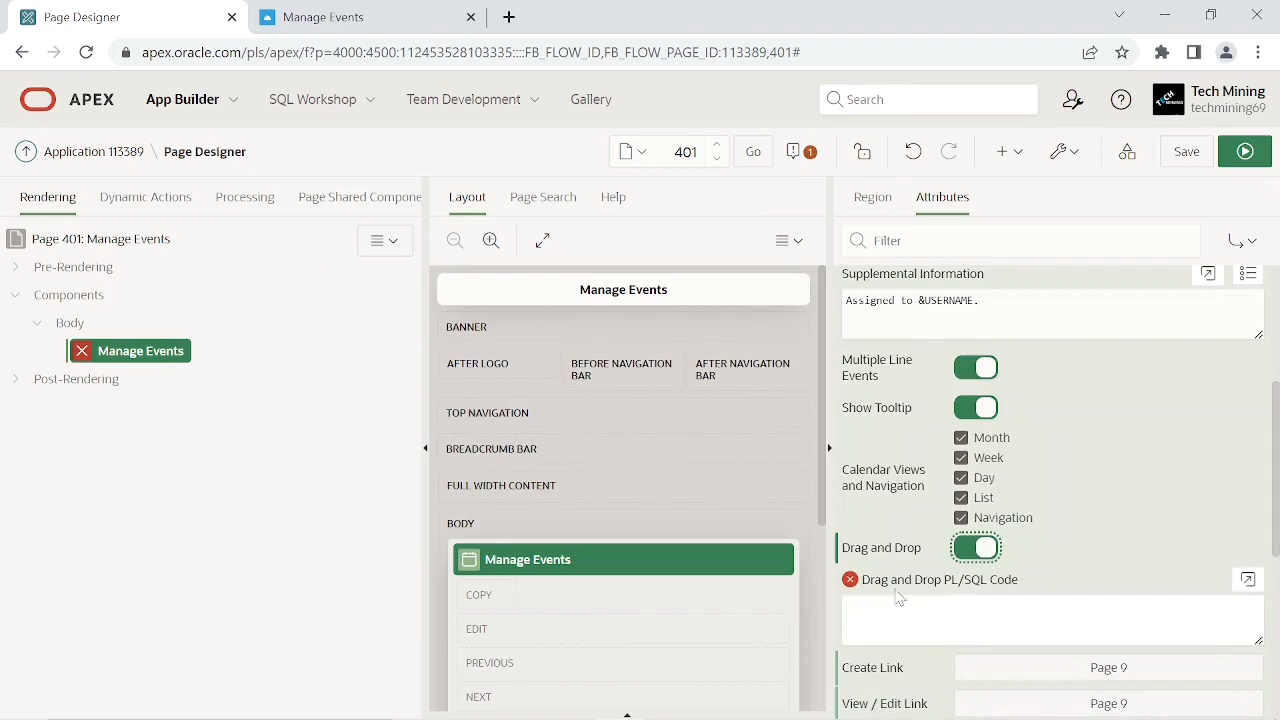 Page Designer
Manage Events
apex.oracle.com/pls/apex/f?p=4000:4500:112453528103335::::FB_FLOW_ID,FB_FLOW_PAGE_ID:113389,401#
APEX
App Builder
SQL Workshop
Team Development
Gallery
Search
TECH MINING
Tech Mining
techmining69
Application 113389 \ Page Designer
401
Go
1
Save
Rendering
Dynamic Actions
Processing
Page Shared Compone
Layout
Page Search
Help
Region
Attributes
Page 401: Manage Events
Pre-Rendering
Components
Body
Manage Events
Post-Rendering
Manage Events
BANNER
AFTER LOGO
BEFORE NAVIGATION
BAR
AFTER NAVIGATION
BAR
TOP NAVIGATION
BREADCRUMB BAR
FULL WIDTH CONTENT
BODY
Manage Events
COPY
EDIT
PREVIOUS
NEXT
Filter
Supplemental Information
Assigned to &USERNAME.
Multiple Line
Events
Show Tooltip
Calendar Views
and Navigation
Month
Week
Day
List
Navigation
Drag and Drop
Drag and Drop PL/SQL Code
Create Link
Page 9
View / Edit Link
Page 9